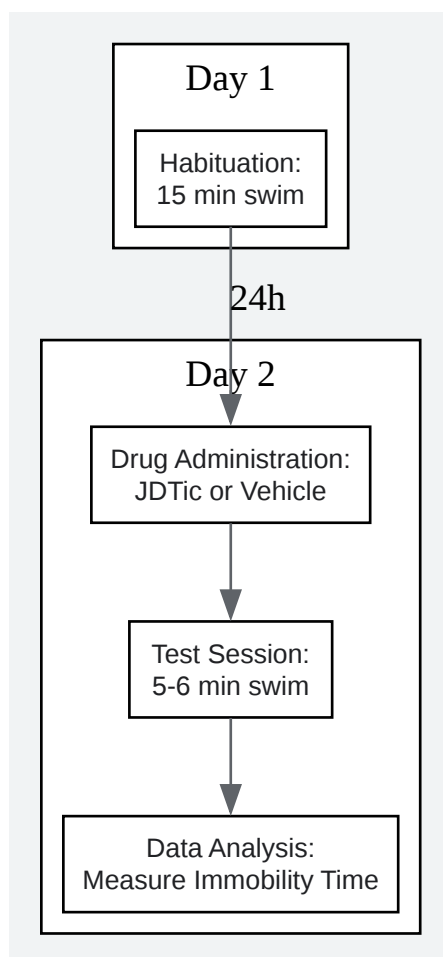 Day 1
Habituation:
15 min swim
24h
Day 2
Drug Administration:
JDTic or Vehicle
Test Session:
5-6 min swim
Data Analysis:
Measure Immobility Time